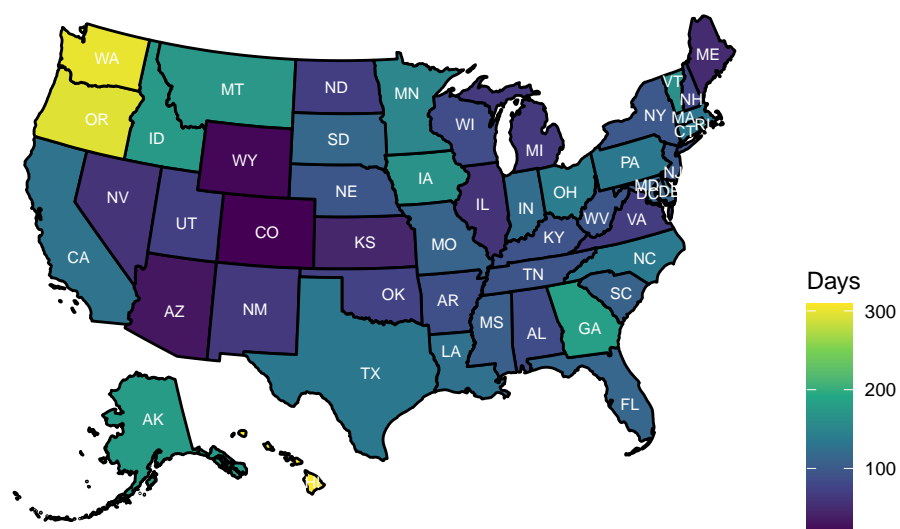 WA
ME
MT
ND
VT
MN
OR
NH
NY
MA
WI
RI
ID
SD
CT
MI
WY
PA
NJ
IA
OH
MD
DE
NV
NE
DC
IL
IN
UT
WV
VA
CO
KS
MO
KY
CA
NC
TN
OK
AR
SC
AZ
NM
MS
AL
GA
LA
TX
FL
AK
HI
Days
300
200
100